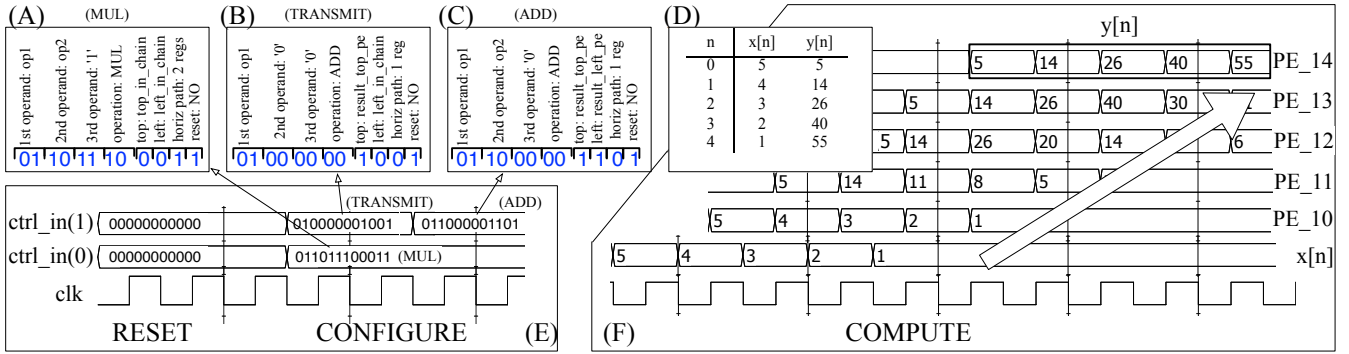 (A) (MUL)
1st operand: op1
2nd operand: op2
3rd operand: '1'
operation: MUL
top: top_in_chain
left: left_in_chain
horiz path: 2 regs
reset: NO
01 10 11 10 0 0 1 1
(B) (TRANSMIT)
1st operand: op1
2nd operand: '0'
3rd operand: '0'
operation: ADD
top: result_top_pe
left: left_in_chain
horiz path: 1 reg
reset: NO
01 00 00 00 1 0 0 1
(C) (ADD)
1st operand: op1
2nd operand: op2
3rd operand: '0'
operation: ADD
top: result_top_pe
left: result_left_pe
horiz path: 1 reg
reset: NO
01 10 00 00 1 1 0 1
(D)
n x[n] y[n]
0 5 5
1 4 14
2 3 26
3 2 40
4 1 55
(TRANSMIT) (ADD)
ctrl_in(1) 00000000000 010000001001 011000001101
ctrl_in(0) 00000000000 011011100011 (MUL)
clk
RESET CONFIGURE (E)
y[n]
5 14 26 40 55 PE_14
5 14 26 40 30 PE_13
5 14 26 20 14 6 PE_12
5 14 11 8 5 PE_11
5 4 3 2 1 PE_10
5 4 3 2 1 x[n]
(F) COMPUTE